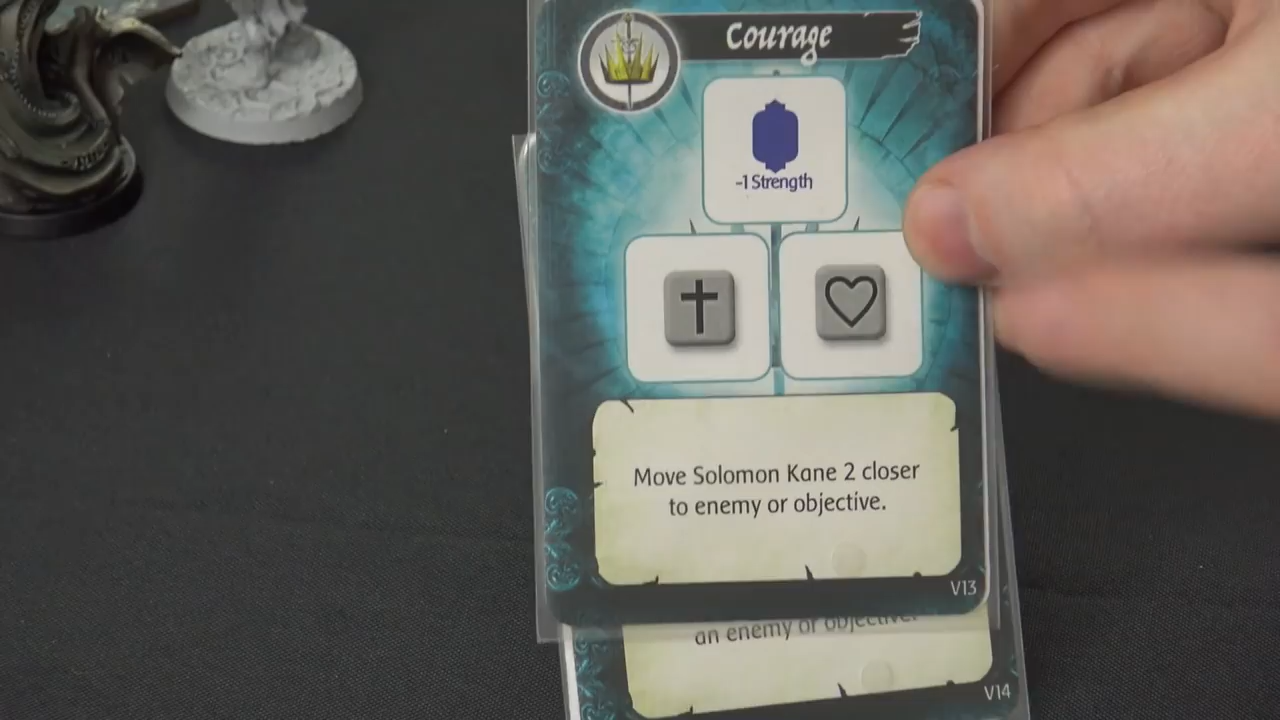 Courage
-1 Strength
Move Solomon Kane 2 closer
to enemy or objective.
V13
an enemy or objective.
V14